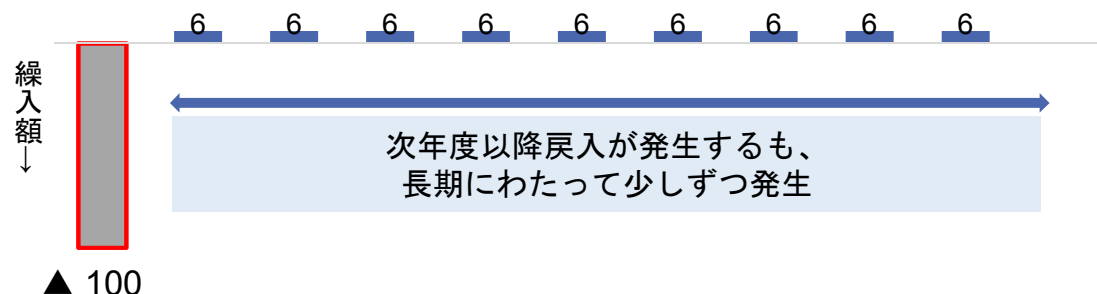 6 6 6 6 6 6 6 6 6
繰入額↓
次年度以降戻入が発生するも、
長期にわたって少しずつ発生
▲ 100